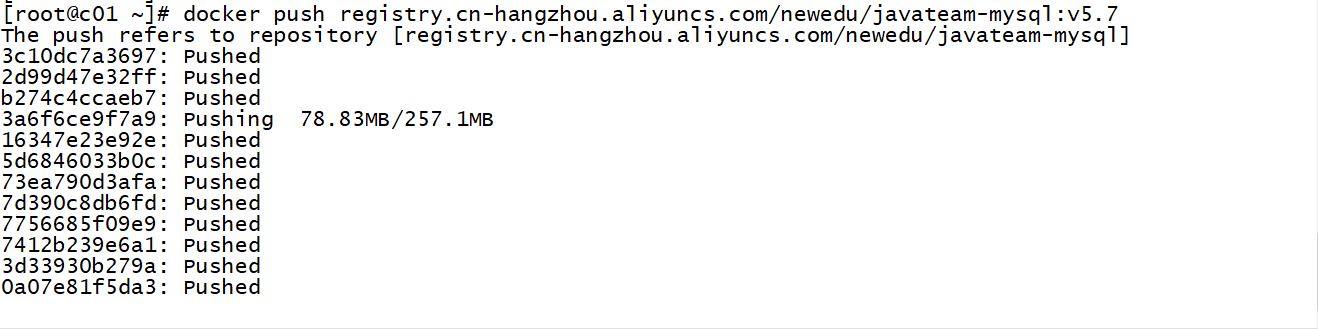 [root@c01 ~]# docker push registry.cn-hangzhou.aliyuncs.com/newedu/javateam-mysql:v5.7
The push refers to repository [registry.cn-hangzhou.aliyuncs.com/newedu/javateam-mysql]
3c10dc7a3697: Pushed
2d99d47e32ff: Pushed
b274c4ccaeb7: Pushed
3a6f6ce9f7a9: Pushing  78.83MB/257.1MB
16347e23e92e: Pushed
5d6846033b0c: Pushed
73ea790d3afa: Pushed
7d390c8db6fd: Pushed
7756685f09e9: Pushed
7412b239e6a1: Pushed
3d33930b279a: Pushed
0a07e81f5da3: Pushed